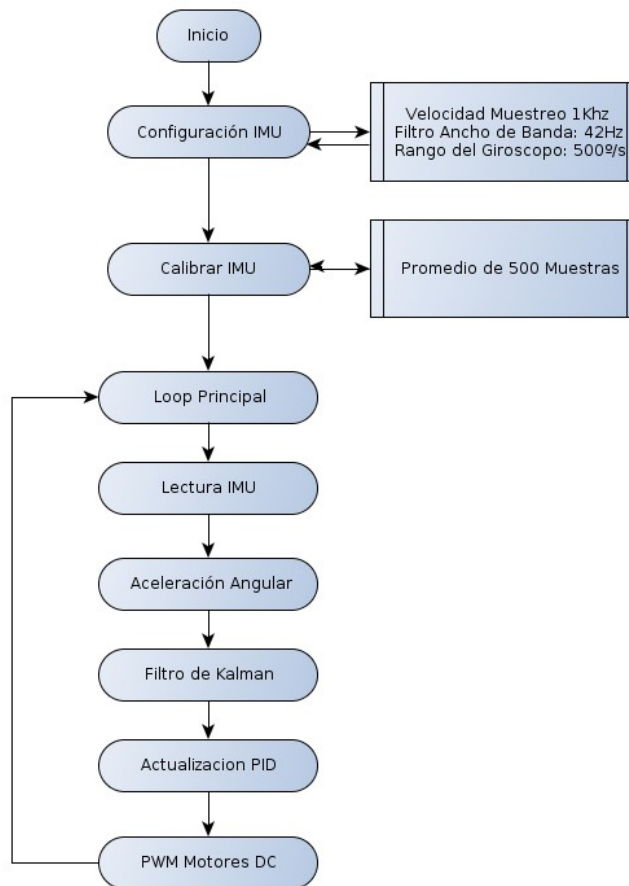 Inicio
Configuración IMU
Velocidad Muestreo 1Khz
Filtro Ancho de Banda: 42Hz
Rango del Giroscopo: 500º/s
Calibrar IMU
Promedio de 500 Muestras
Loop Principal
Lectura IMU
Aceleración Angular
Filtro de Kalman
Actualizacion PID
PWM Motores DC